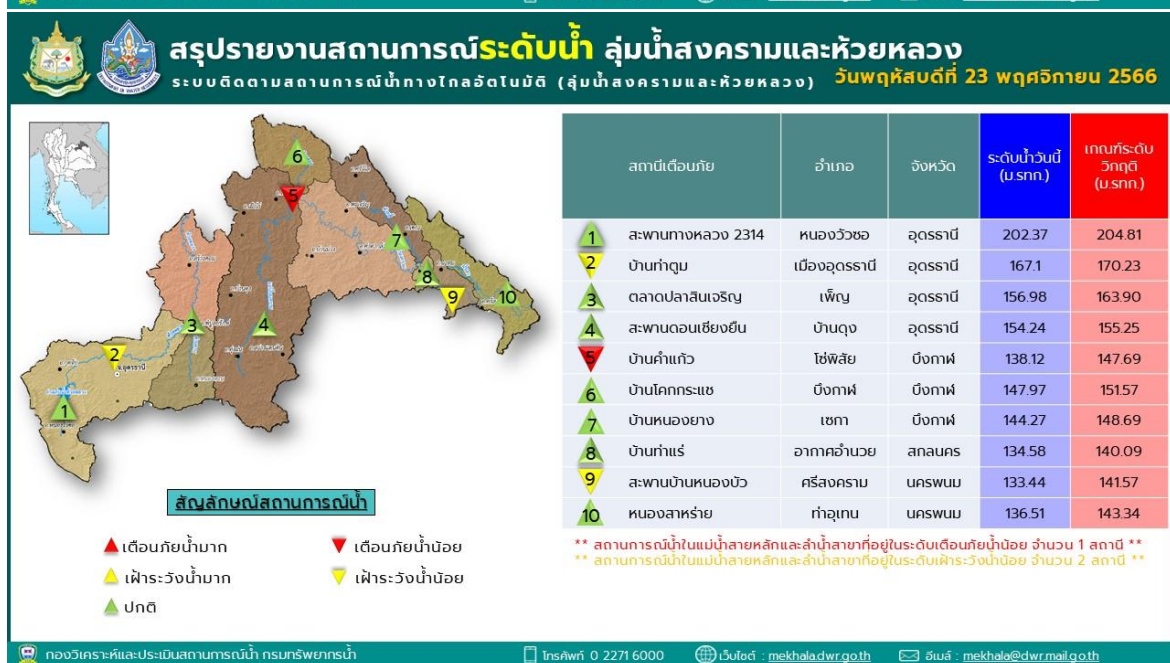 สรุปรายงานสถานการณ์ระดับน้ำ ลุ่มน้ำสงครามและห้วยหลวง
ระบบติดตามสถานการณ์น้ำทางไกลอัตโนมัติ (ลุ่มน้ำสงครามและห้วยหลวง) วันพฤหัสบดีที่ 23 พฤศจิกายน 2566
สถานีเตือนภัย อำเภอ จังหวัด ระดับน้ำวันนี้ (ม.รทก.) เกณฑ์ระดับวิกฤติ (ม.รทก.)
1 สะพานทางหลวง 2314 หนองวัวซอ อุดรธานี 202.37 204.81
2 บ้านท่าตูม เมืองอุดรธานี อุดรธานี 167.1 170.23
3 ตลาดปลาสินเจริญ เพ็ญ อุดรธานี 156.98 163.90
4 สะพานดอนเชียงยืน บ้านดุง อุดรธานี 154.24 155.25
5 บ้านคำแก้ว โซ่พิสัย บึงกาฬ 138.12 147.69
6 บ้านโคกกระแซ บึงกาฬ บึงกาฬ 147.97 151.57
7 บ้านหนองยาง เซกา บึงกาฬ 144.27 148.69
8 บ้านท่าแร่ อากาศอำนวย สกลนคร 134.58 140.09
9 สะพานบ้านหนองบัว ศรีสงคราม นครพนม 133.44 141.57
10 หนองสาหร่าย ท่าอุเทน นครพนม 136.51 143.34
** สถานการณ์น้ำในแม่น้ำสายหลักและลำน้ำสาขาที่อยู่ในระดับเตือนภัยน้ำน้อย จำนวน 1 สถานี **
** สถานการณ์น้ำในแม่น้ำสายหลักและลำน้ำสาขาที่อยู่ในระดับเฝ้าระวังน้ำน้อย จำนวน 2 สถานี **
6
5
7
8
9
10
3
4
2
1
สัญลักษณ์สถานการณ์น้ำ
เตือนภัยน้ำมาก เตือนภัยน้ำน้อย
เฝ้าระวังน้ำมาก เฝ้าระวังน้ำน้อย
ปกติ
กองวิเคราะห์และประเมินสถานการณ์น้ำ กรมทรัพยากรน้ำ โทรศัพท์ 0 2271 6000 เว็บไซต์ : mekhala.dwr.go.th อีเมล์ : mekhala@dwr.mail.go.th